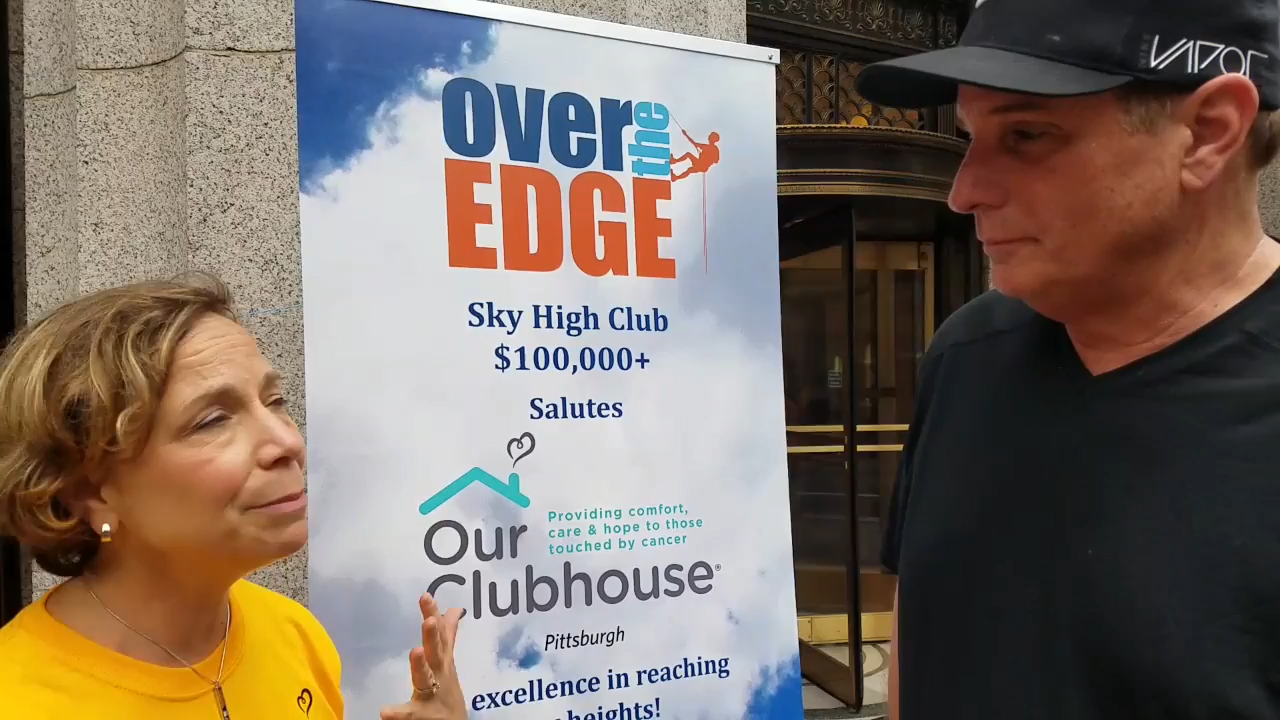 over the
EDGE
Sky High Club
$100,000+
Salutes
Providing comfort,
care & hope to those
touched by cancer
Our
Clubhouse®
Pittsburgh
excellence in reaching
heights!
VAPOR